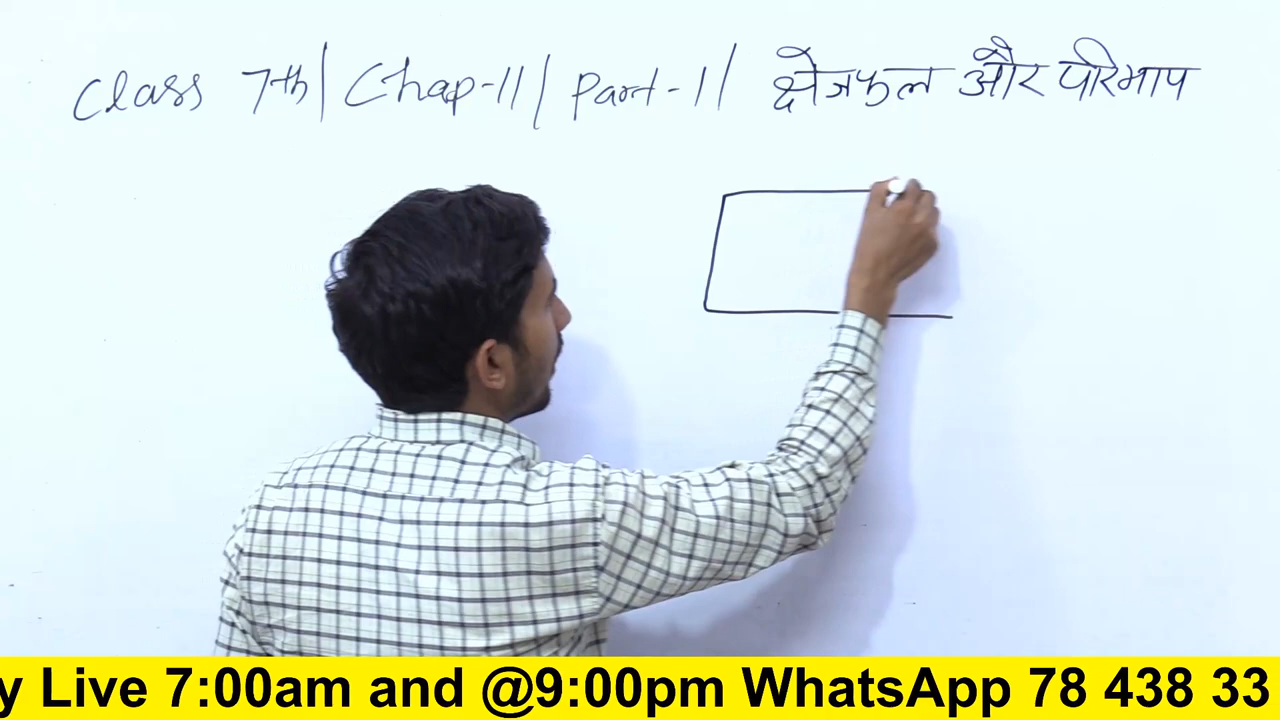 Class 7th | Chap-11 | Part-1 | क्षेत्रफल और परिमाप
y Live 7:00am and @9:00pm WhatsApp 78 438 33